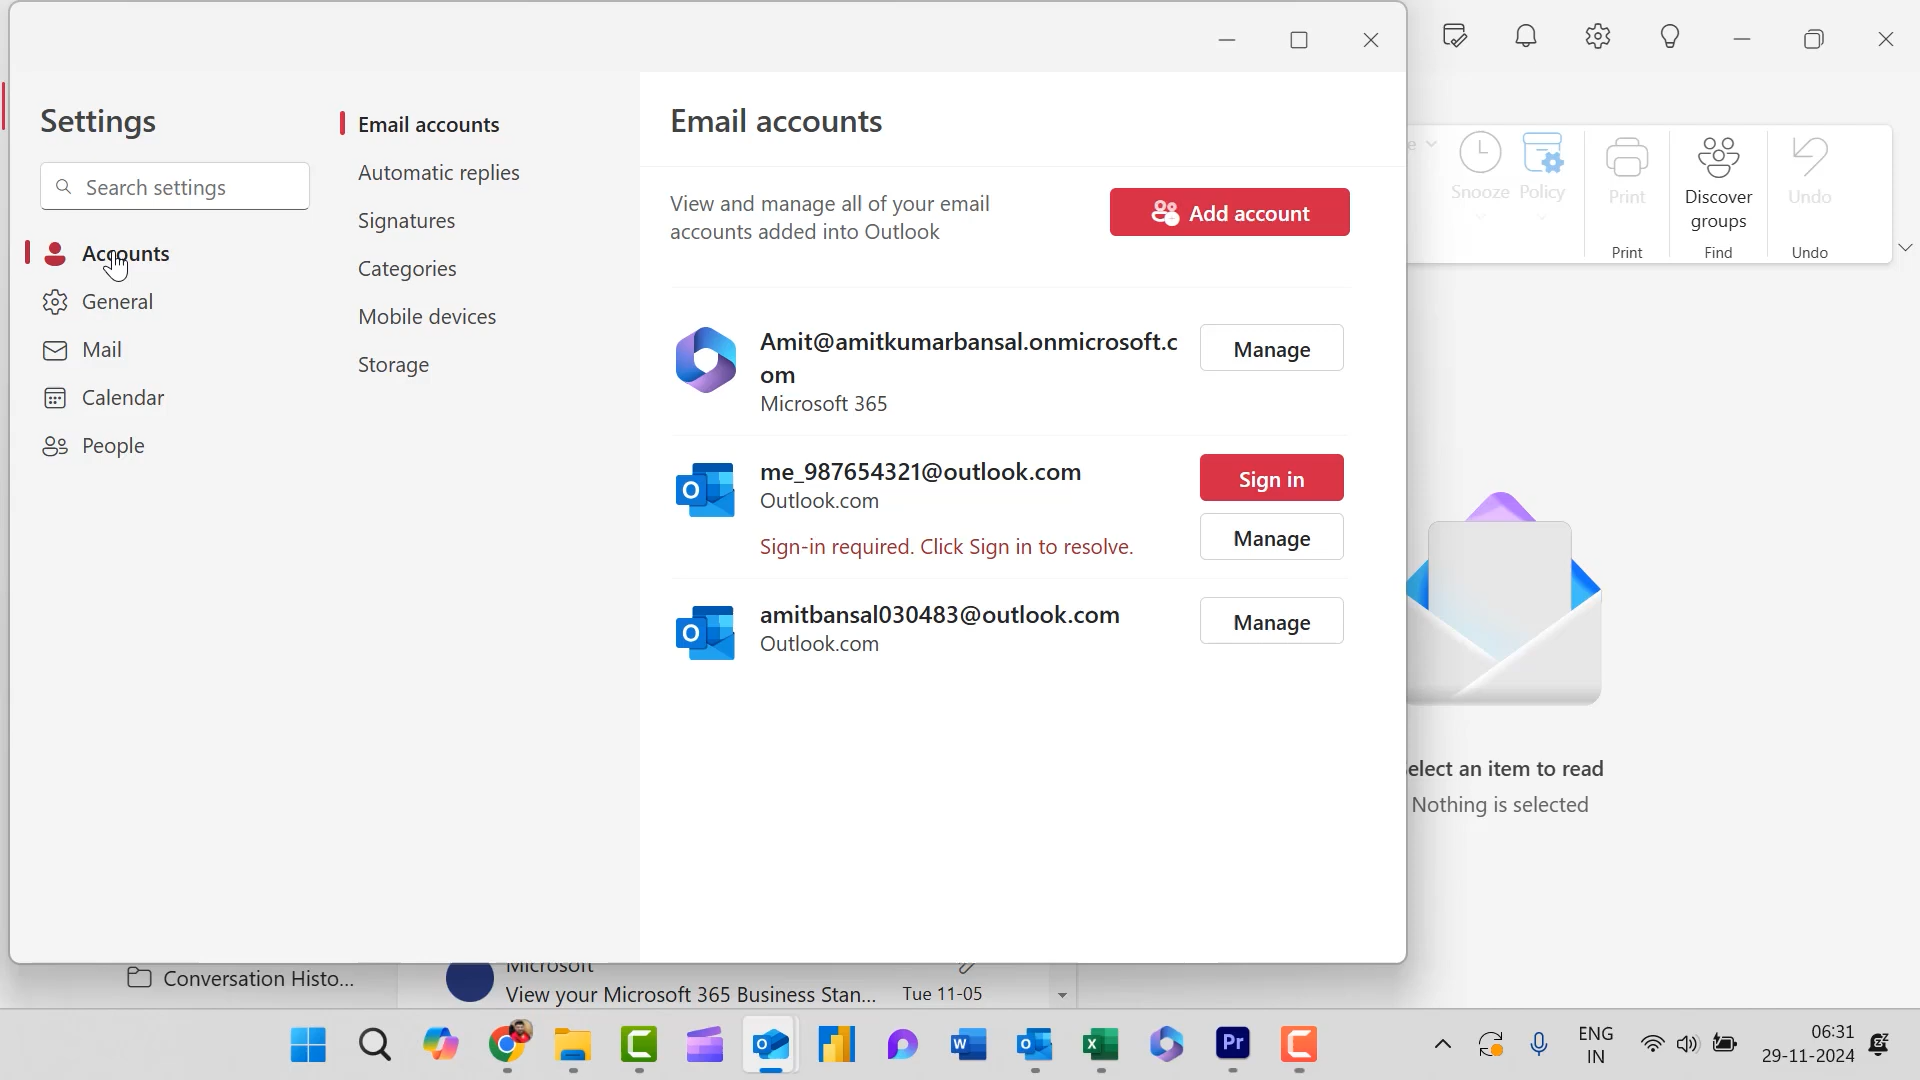 Settings
Search settings
Accounts
General
Mail
Calendar
People
Email accounts
Automatic replies
Signatures
Categories
Mobile devices
Storage
Email accounts
View and manage all of your email
accounts added into Outlook
Add account
Amit@amitkumarbansal.onmicrosoft.c
om
Microsoft 365
Manage
me_987654321@outlook.com
Outlook.com
Sign-in required. Click Sign in to resolve.
Sign in
Manage
amitbansal030483@outlook.com
Outlook.com
Manage
e
Snooze
Policy
Print
Print
Discover
groups
Find
Undo
Undo
elect an item to read
Nothing is selected
Conversation Histo...
Microsoft
View your Microsoft 365 Business Stan...
Tue 11-05
ENG
IN
06:31
29-11-2024